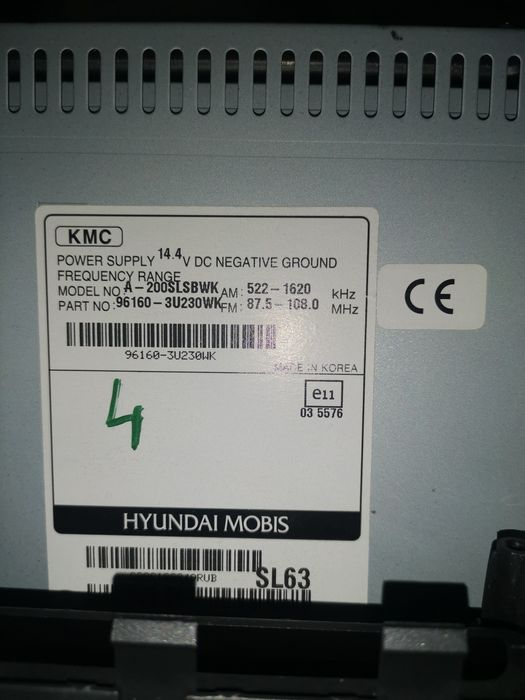 KMC
POWER SUPPLY 14.4 V DC NEGATIVE GROUND
FREQUENCY RANGE
MODEL NO: A-200SLSBWK AM: 522-1620 kHz
PART NO: 96160-3U230WK FM: 87.5-108.0 MHz
CE
96160-3U230WK
MADE IN KOREA
e11
03 5576
4
HYUNDAI MOBIS
SL63